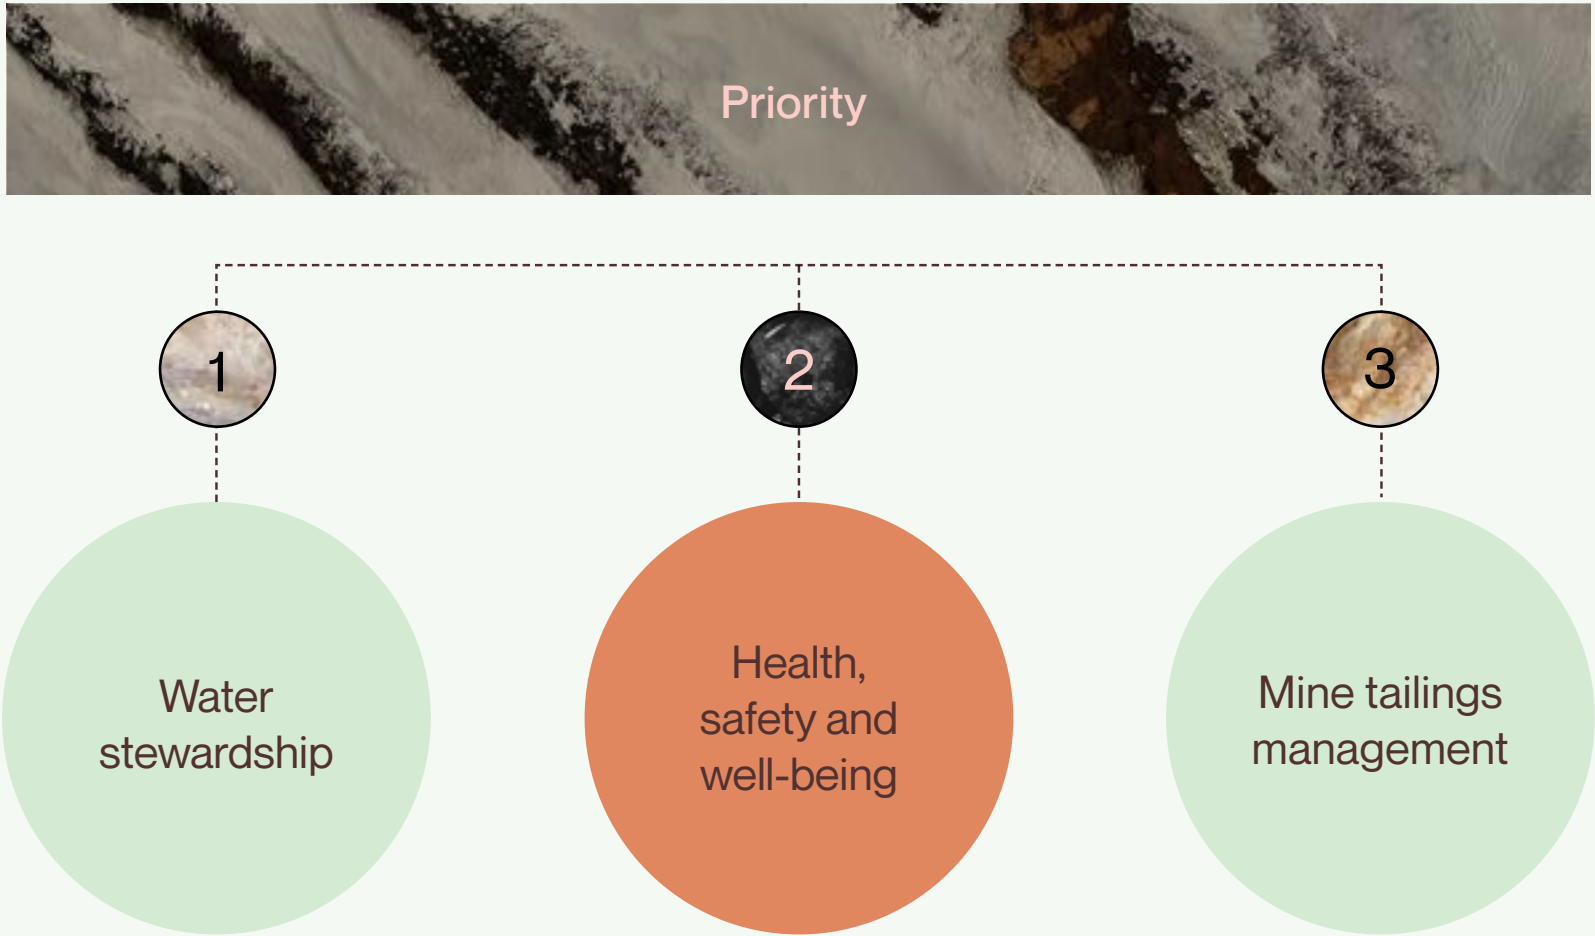 Priority
1
2
3
Water
stewardship
Health,
safety and
well-being
Mine tailings
management